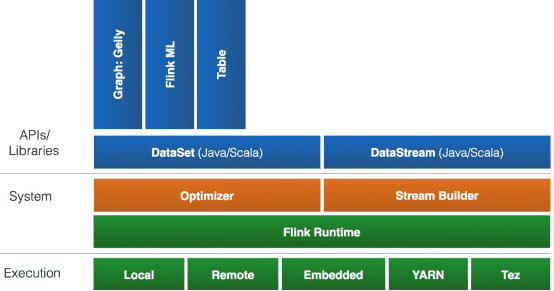 Graph: Gelly
Flink ML
Table
APIs/
Libraries
DataSet (Java/Scala)
DataStream (Java/Scala)
System
Optimizer
Stream Builder
Flink Runtime
Execution
Local
Remote
Embedded
YARN
Tez